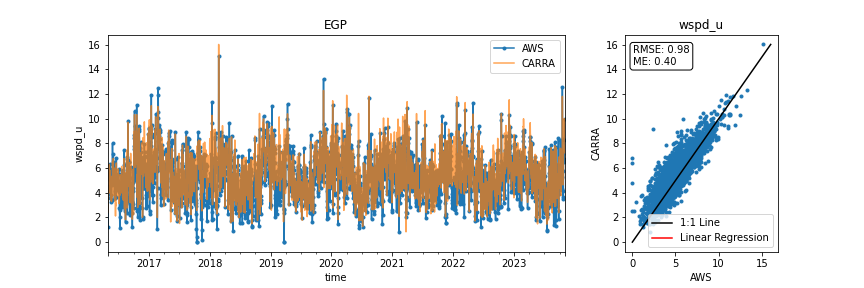 EGP
wspd_u
16
14
12
10
8
6
4
2
0
2017
2018
2019
2020
2021
2022
2023
time
AWS
CARRA
wspd_u
CARRA
16
14
12
10
8
6
4
2
0
RMSE: 0.98
ME: 0.40
1:1 Line
Linear Regression
0
5
10
15
AWS